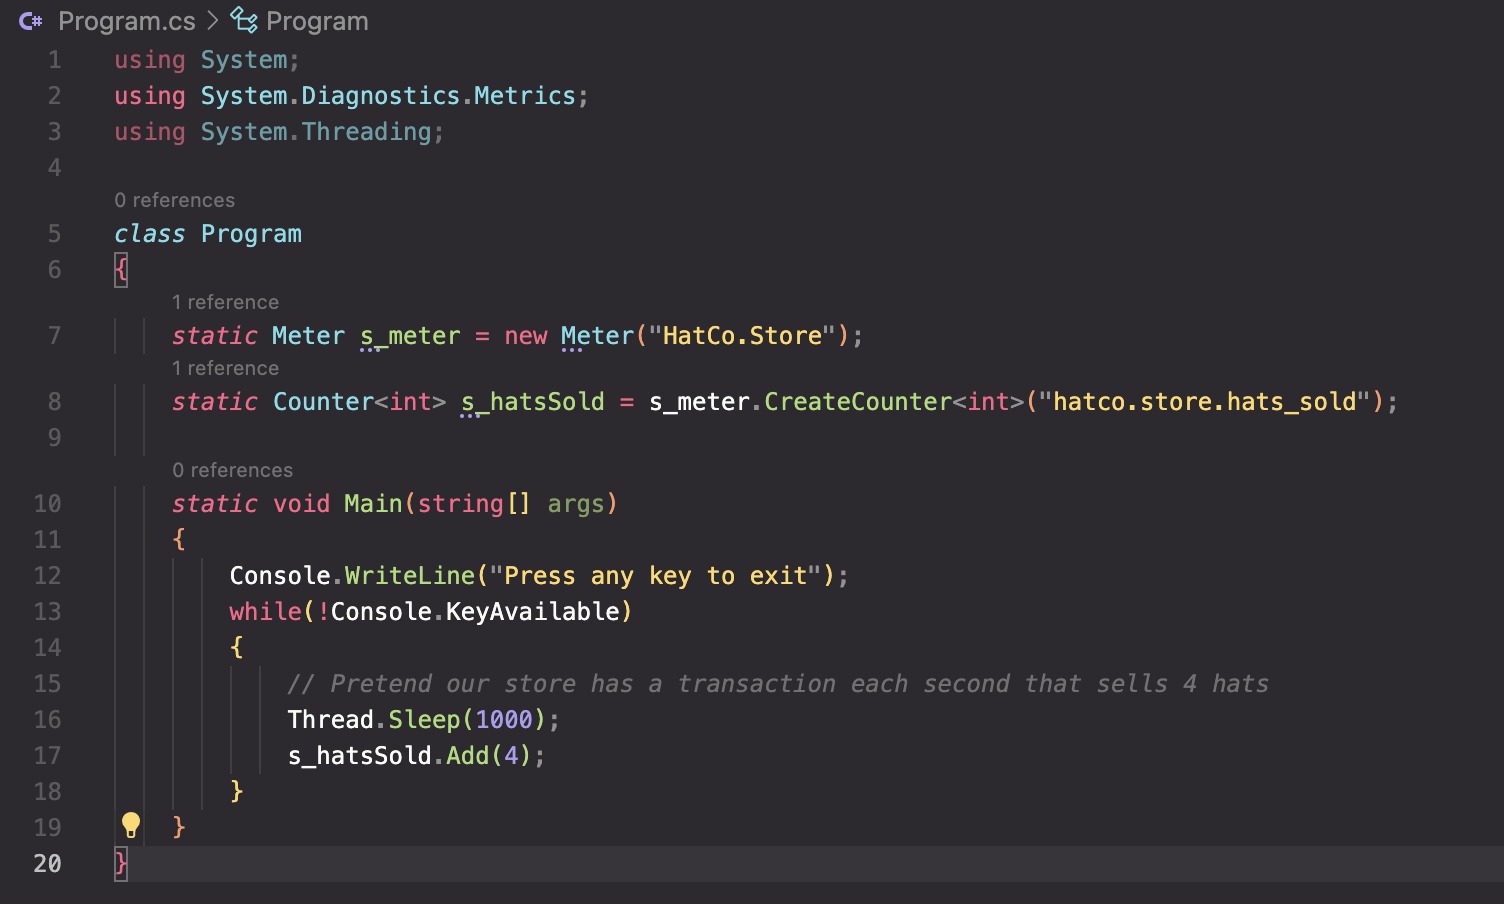 C# Program.cs > Program
1 using System;
2 using System.Diagnostics.Metrics;
3 using System.Threading;
4
0 references
5 class Program
6 {
1 reference
7 static Meter s_meter = new Meter("HatCo.Store");
1 reference
8 static Counter<int> s_hatsSold = s_meter.CreateCounter<int>("hatco.store.hats_sold");
9
0 references
10 static void Main(string[] args)
11 {
12 Console.WriteLine("Press any key to exit");
13 while(!Console.KeyAvailable)
14 {
15 // Pretend our store has a transaction each second that sells 4 hats
16 Thread.Sleep(1000);
17 s_hatsSold.Add(4);
18 }
19 }
20 }